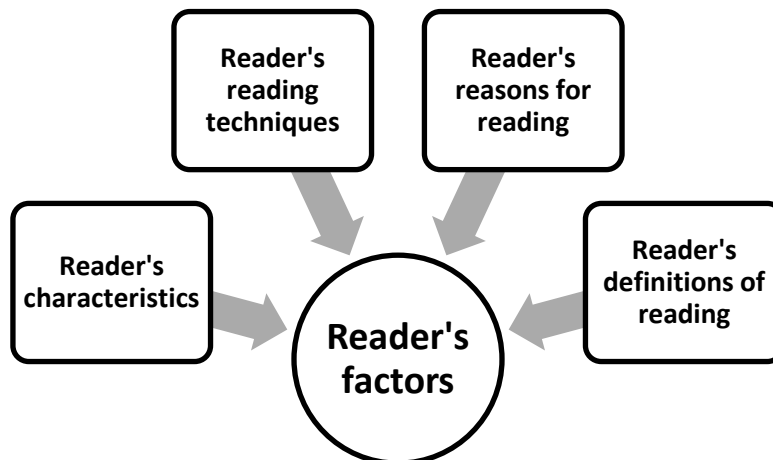 Reader's
reading
techniques
Reader's
reasons for
reading
Reader's
characteristics
Reader's
definitions of
reading
Reader's
factors